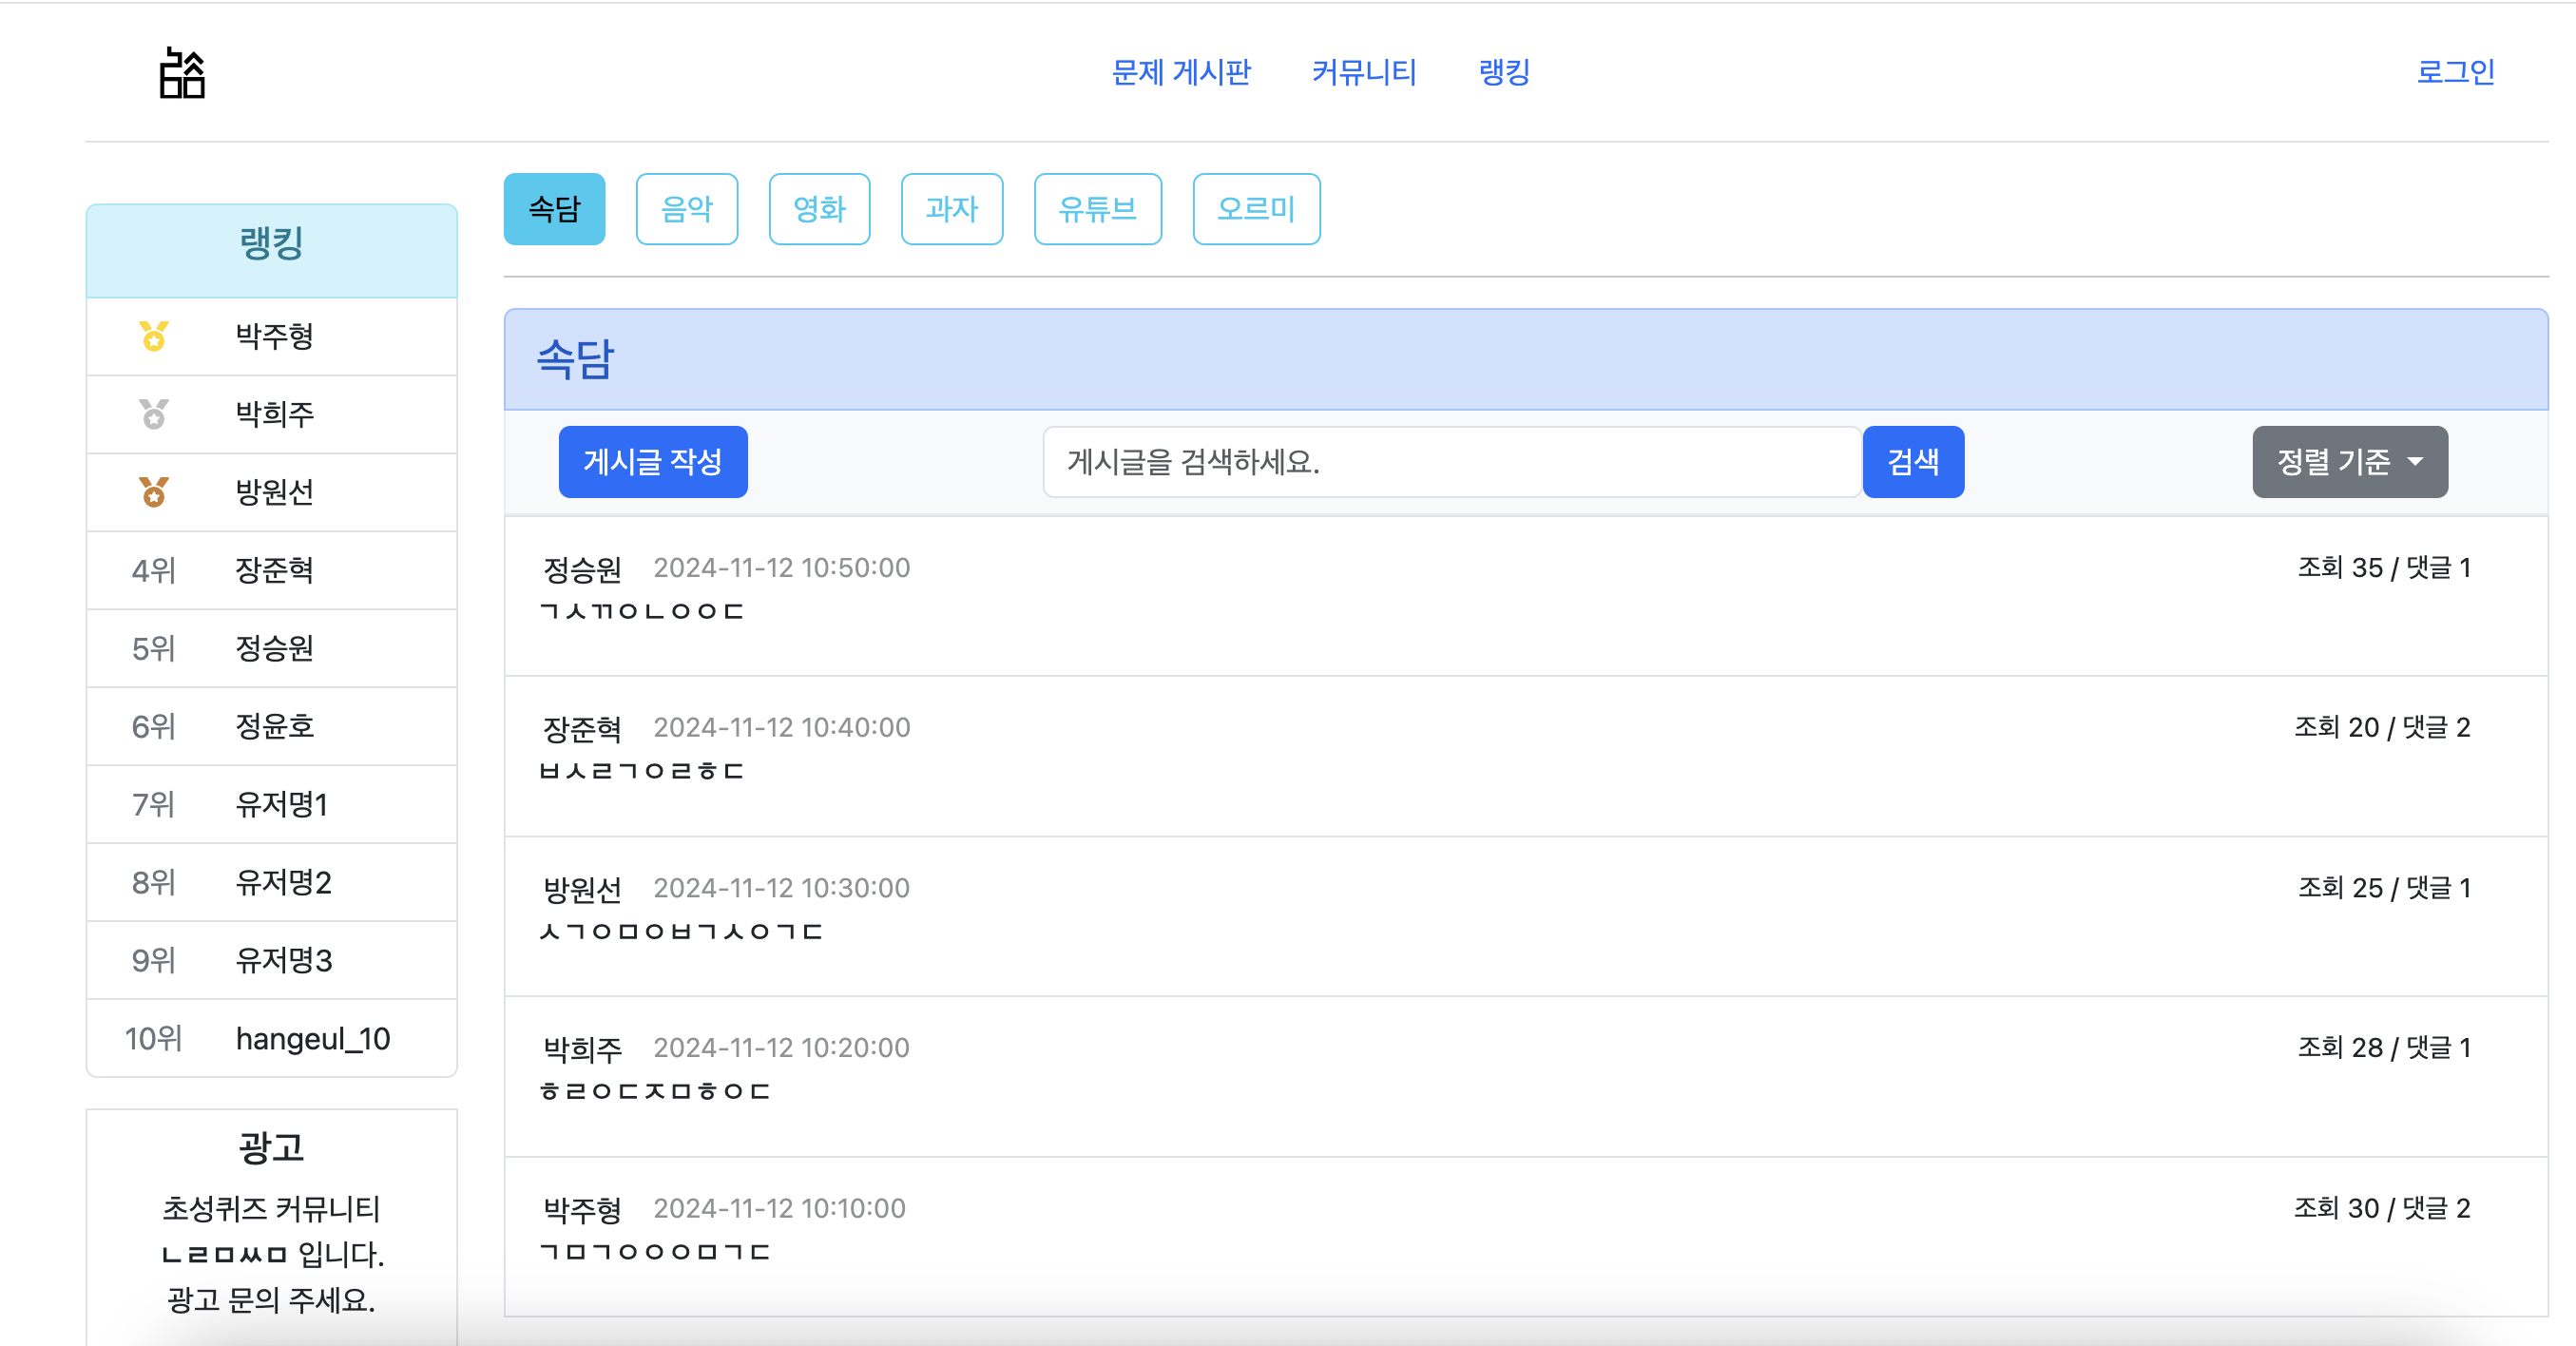 문제 게시판 커뮤니티 랭킹 로그인
속담 음악 영화 과자 유튜브 오르미
랭킹
박주형
박희주
방원선
4위 장준혁
5위 정승원
6위 정윤호
7위 유저명1
8위 유저명2
9위 유저명3
10위 hangeul_10
광고
초성퀴즈 커뮤니티
ㄴㄹㅁㅆㅁ 입니다.
광고 문의 주세요.
속담
게시글 작성 게시글을 검색하세요. 검색 정렬 기준
정승원 2024-11-12 10:50:00 조회 35 / 댓글 1
ㄱㅅㄲㅇㄴㅇㅇㄷ
장준혁 2024-11-12 10:40:00 조회 20 / 댓글 2
ㅂㅅㄹㄱㅇㄹㅎㄷ
방원선 2024-11-12 10:30:00 조회 25 / 댓글 1
ㅅㄱㅇㅁㅇㅂㄱㅅㅇㄱㄷ
박희주 2024-11-12 10:20:00 조회 28 / 댓글 1
ㅎㄹㅇㄷㅈㅁㅎㅇㄷ
박주형 2024-11-12 10:10:00 조회 30 / 댓글 2
ㄱㅁㄱㅇㅇㅇㅁㄱㄷ